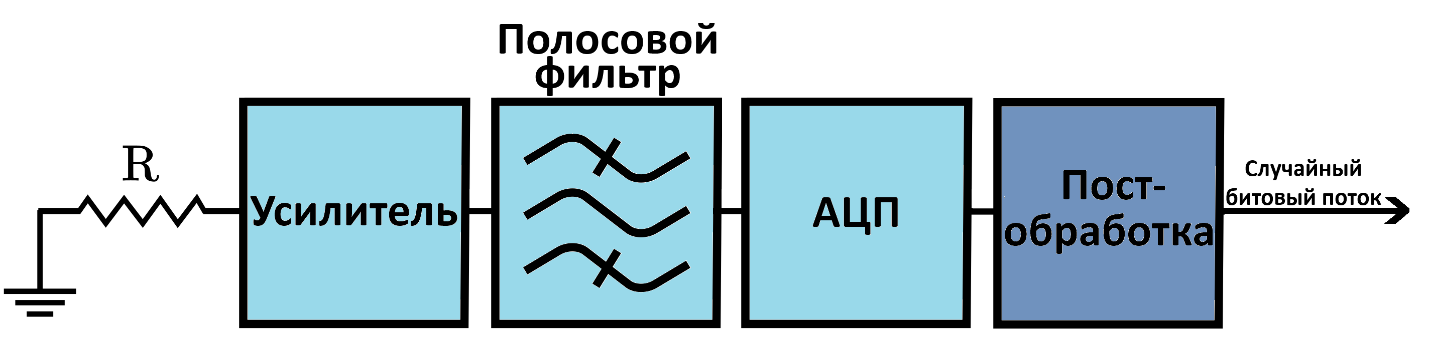 Полосовой
фильтр
R
Усилитель
АЦП
Пост-
обработка
Случайный
битовый поток